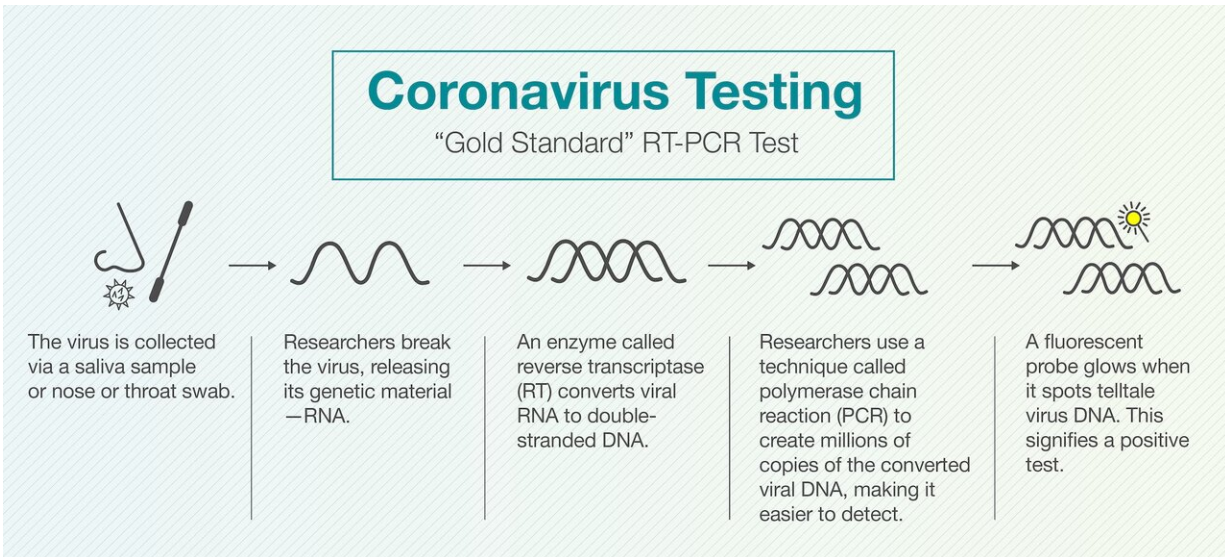 Coronavirus Testing
“Gold Standard” RT-PCR Test
The virus is collected
via a saliva sample
or nose or throat swab.
Researchers break
the virus, releasing
its genetic material
—RNA.
An enzyme called
reverse transcriptase
(RT) converts viral
RNA to double-
stranded DNA.
Researchers use a
technique called
polymerase chain
reaction (PCR) to
create millions of
copies of the converted
viral DNA, making it
easier to detect.
A fluorescent
probe glows when
it spots telltale
virus DNA. This
signifies a positive
test.